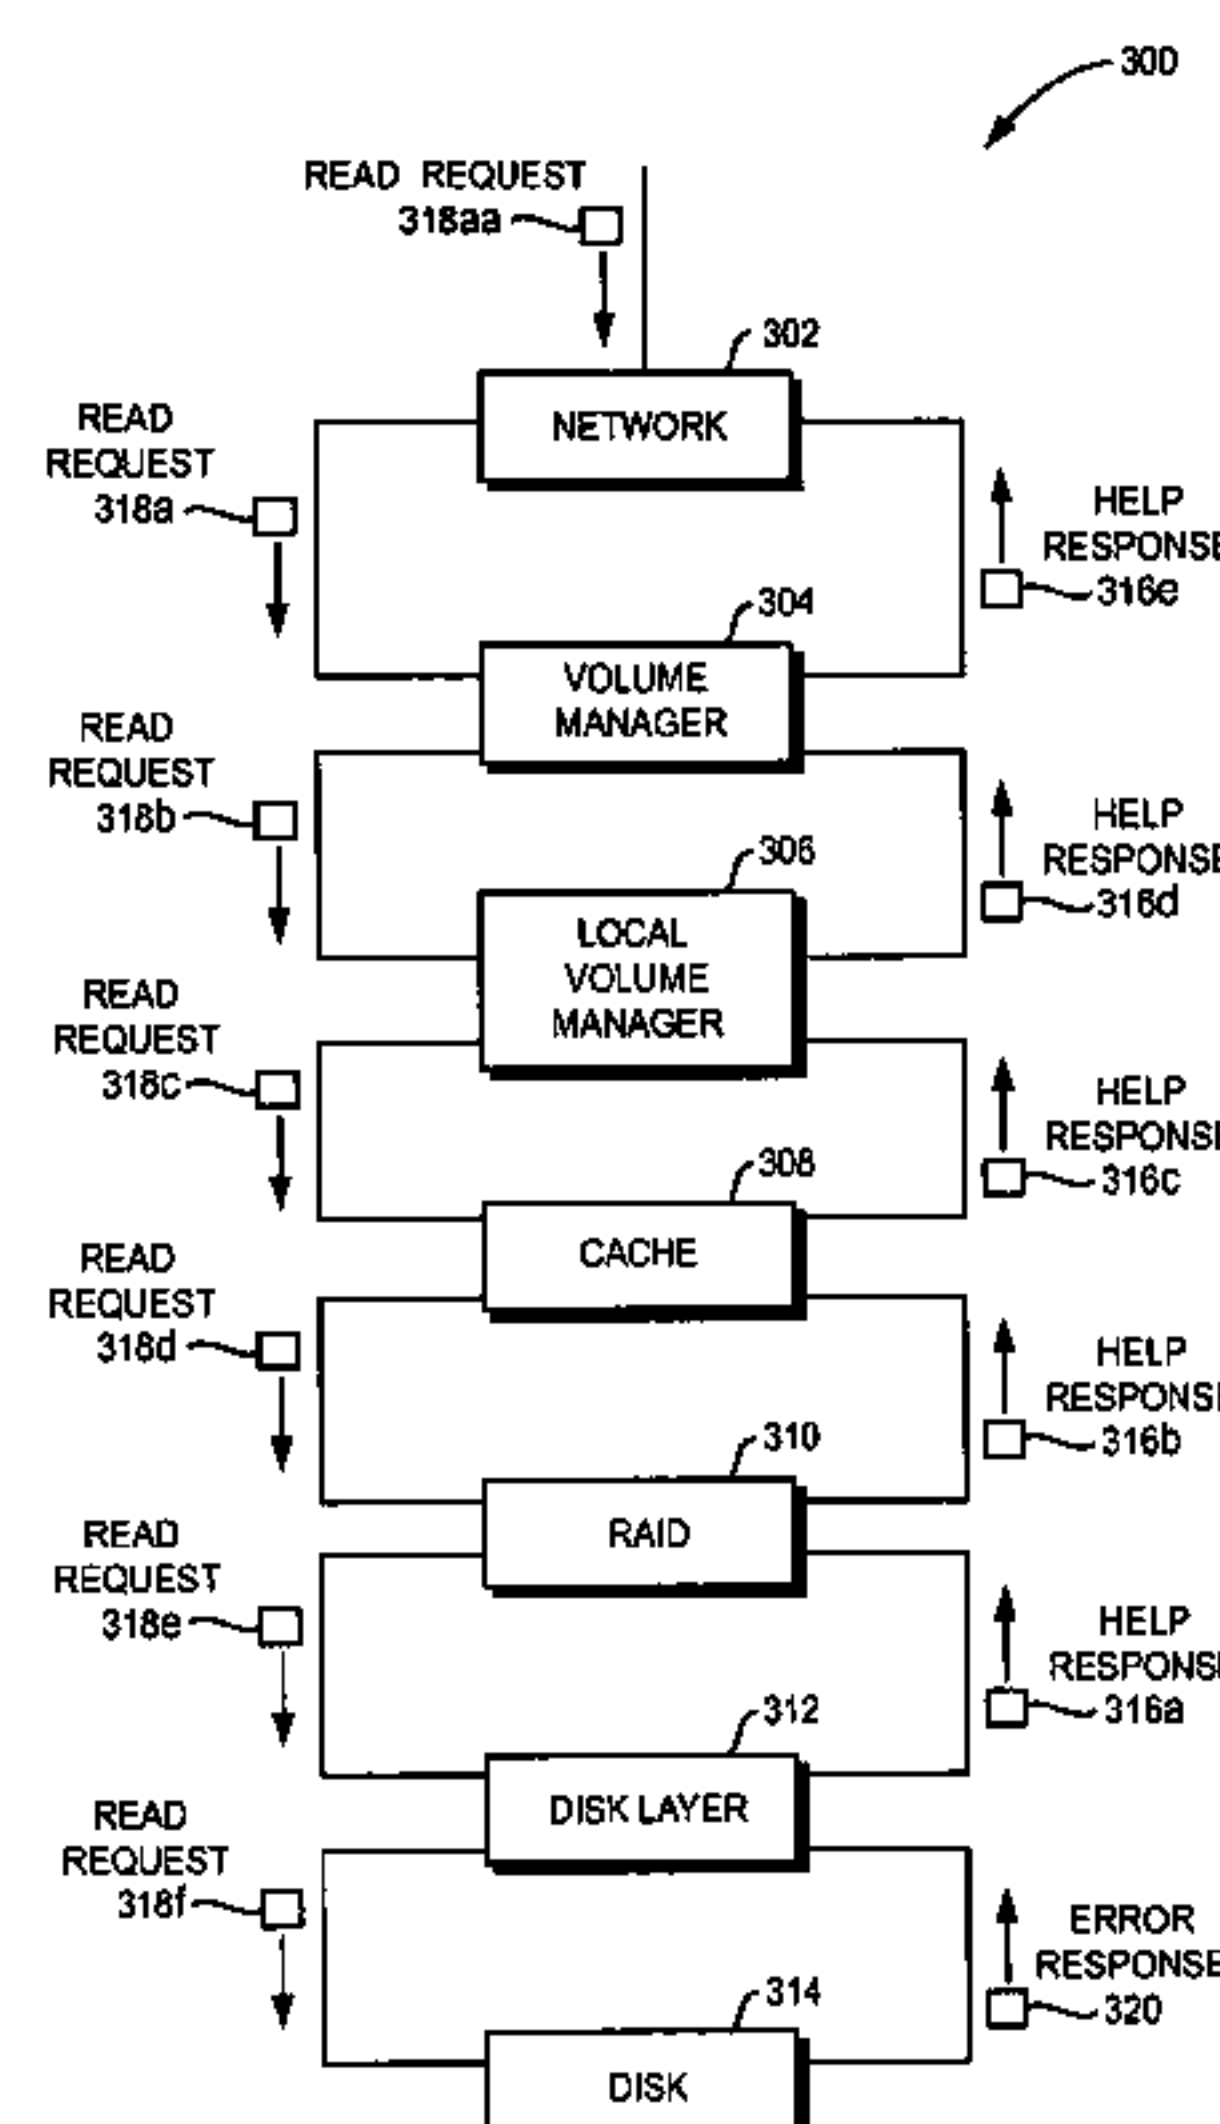 300
READ REQUEST
318aa
302
NETWORK
READ
REQUEST
318a
HELP
RESPONSE
316e
304
VOLUME
MANAGER
READ
REQUEST
318b
HELP
RESPONSE
316d
306
LOCAL
VOLUME
MANAGER
READ
REQUEST
318c
HELP
RESPONSE
316c
308
CACHE
READ
REQUEST
318d
HELP
RESPONSE
316b
310
RAID
READ
REQUEST
318e
HELP
RESPONSE
316a
312
DISK LAYER
READ
REQUEST
318f
ERROR
RESPONSE
320
314
DISK